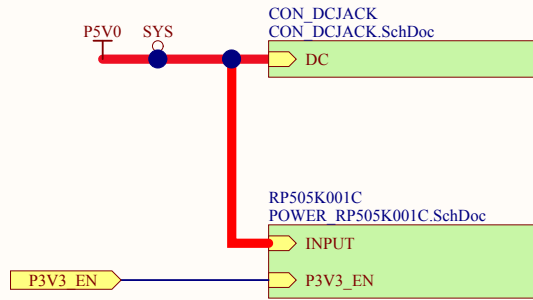 CON_DCJACK
P5V0 SYS CON_DCJACK.SchDoc
DC
RP505K001C
POWER_RP505K001C.SchDoc
INPUT
P3V3_EN P3V3_EN